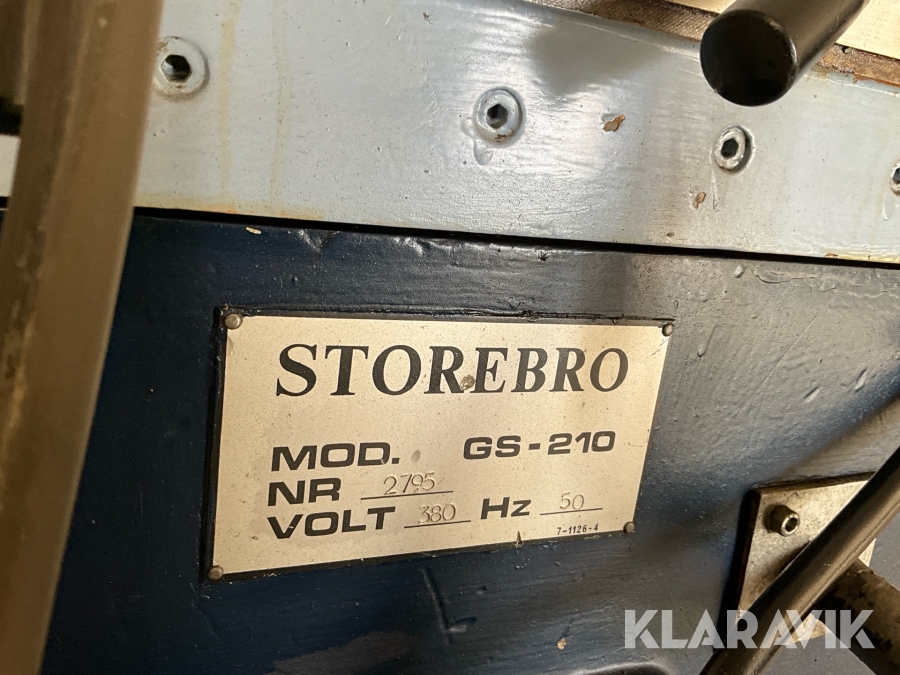 STOREBRO
MOD. GS-210
NR 2795
VOLT 380 Hz 50
7-1126-4
KLARAVIK